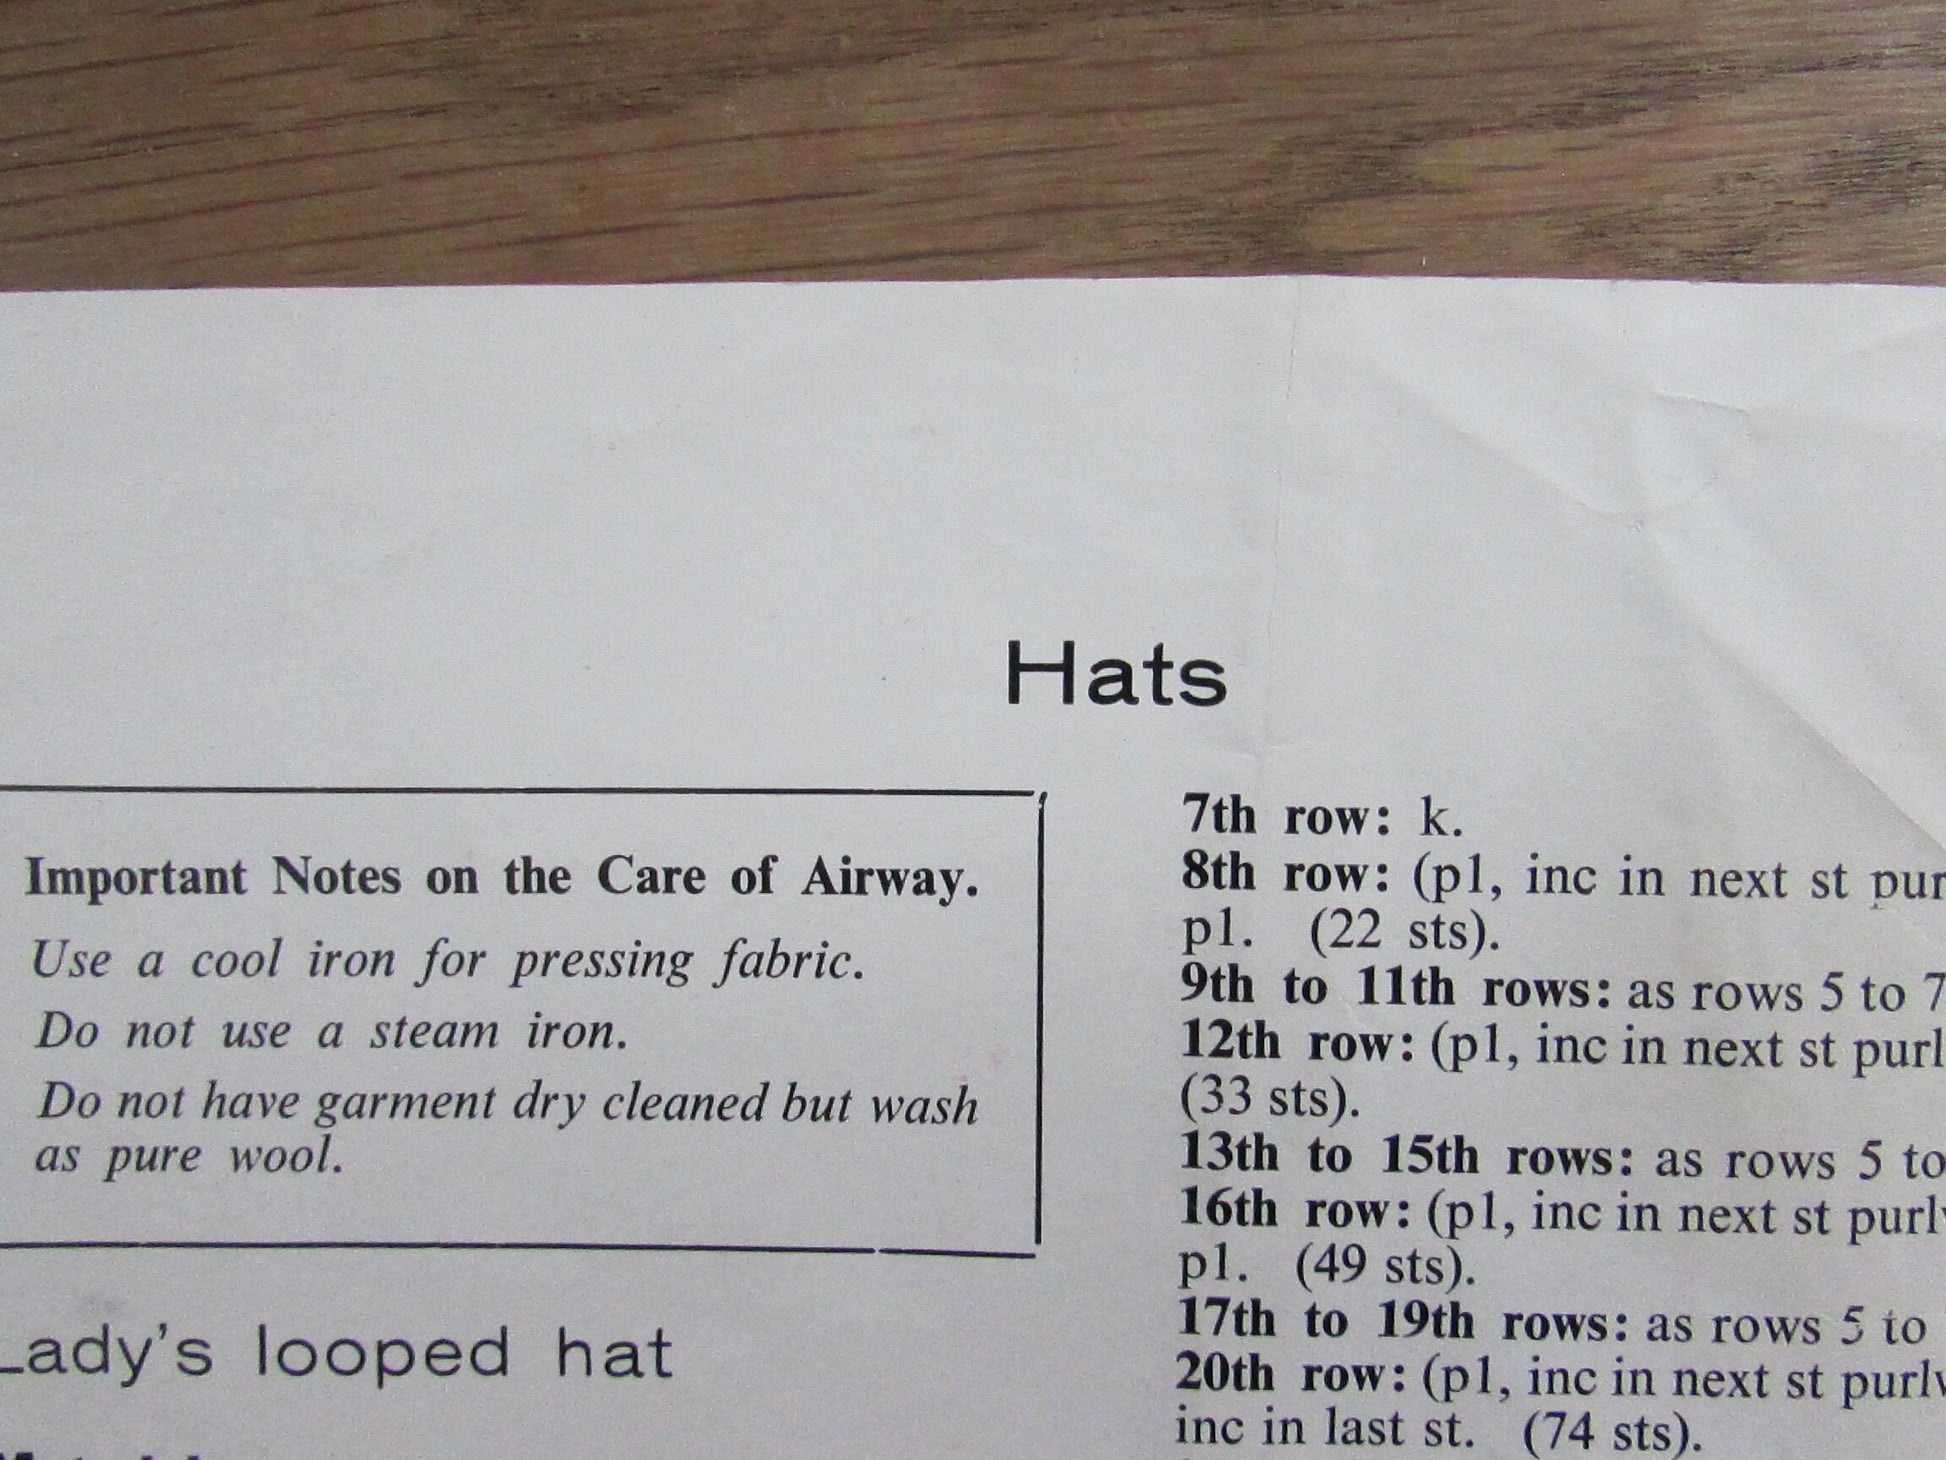 Hats
Important Notes on the Care of Airway.
Use a cool iron for pressing fabric.
Do not use a steam iron.
Do not have garment dry cleaned but wash
as pure wool.
Lady's looped hat
7th row: k.
8th row: (p1, inc in next st pur
p1. (22 sts).
9th to 11th rows: as rows 5 to 7
12th row: (p1, inc in next st purl
(33 sts).
13th to 15th rows: as rows 5 to
16th row: (p1, inc in next st purl
p1. (49 sts).
17th to 19th rows: as rows 5 to
20th row: (p1, inc in next st purl
inc in last st. (74 sts).